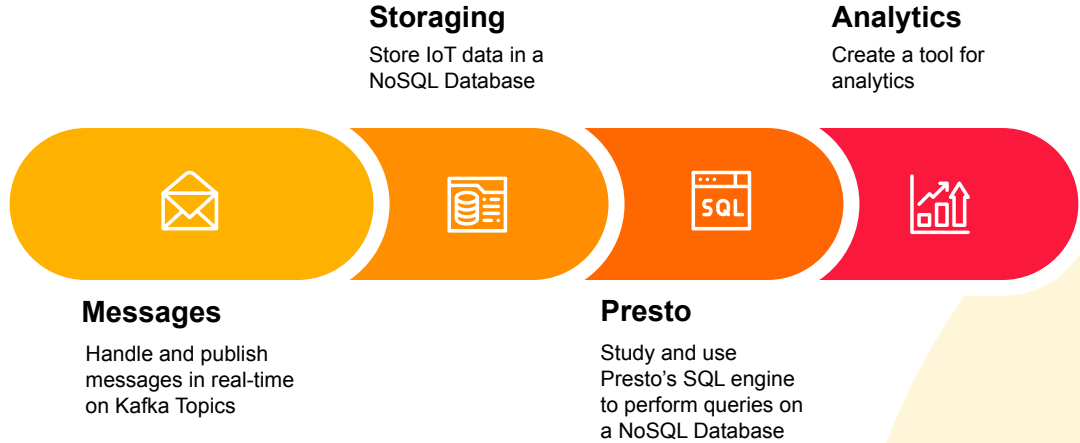 Storaging
Store IoT data in a
NoSQL Database
Analytics
Create a tool for
analytics
SQL
Messages
Handle and publish
messages in real-time
on Kafka Topics
Presto
Study and use
Presto’s SQL engine
to perform queries on
a NoSQL Database